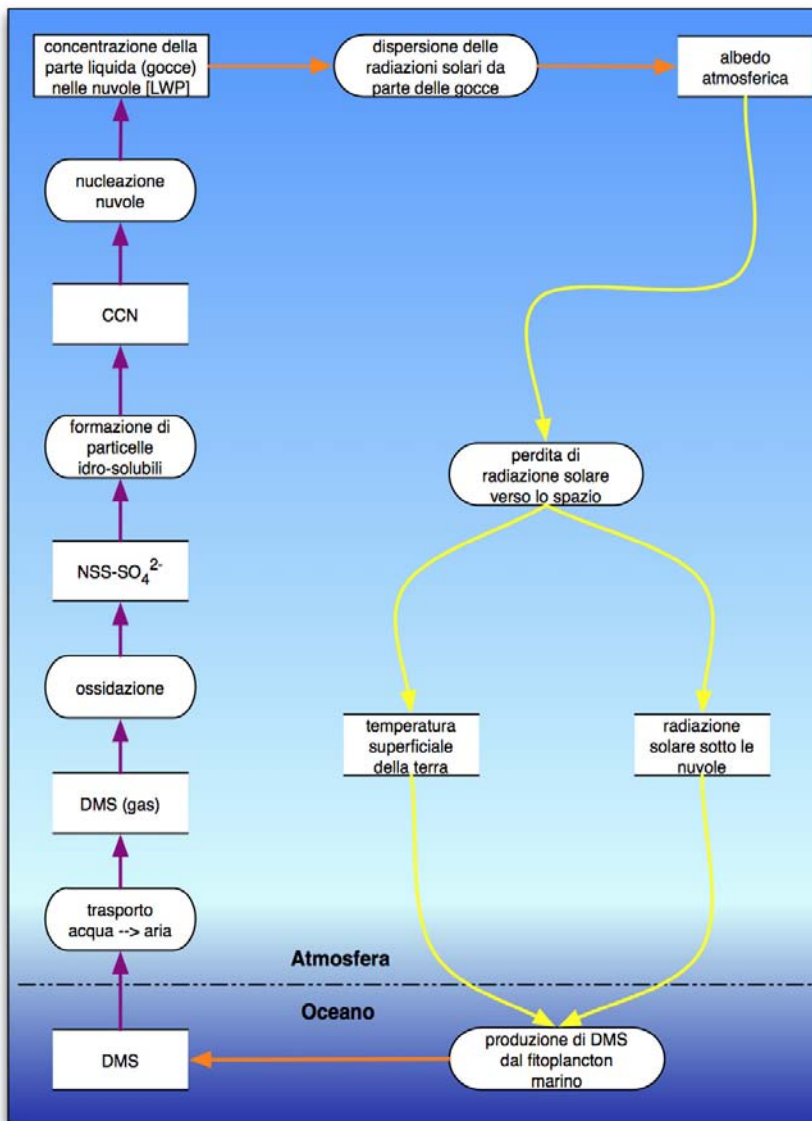 concentrazione della
parte liquida (gocce)
nelle nuvole [LWP]
dispersione delle
radiazioni solari da
parte delle gocce
albedo
atmosferica
nucleazione
nuvole
CCN
formazione di
particelle
idro-solubili
perdita di
radiazione solare
verso lo spazio
NSS-SO₄²⁻
ossidazione
temperatura
superficiale
della terra
radiazione
solare sotto le
nuvole
DMS (gas)
trasporto
acqua --> aria
Atmosfera
Oceano
DMS
produzione di DMS
dal fitoplancton
marino